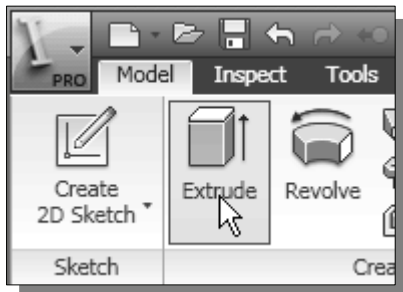 PRO
Model Inspect Tools
Create
2D Sketch
Extrude
Revolve
Sketch
Crea